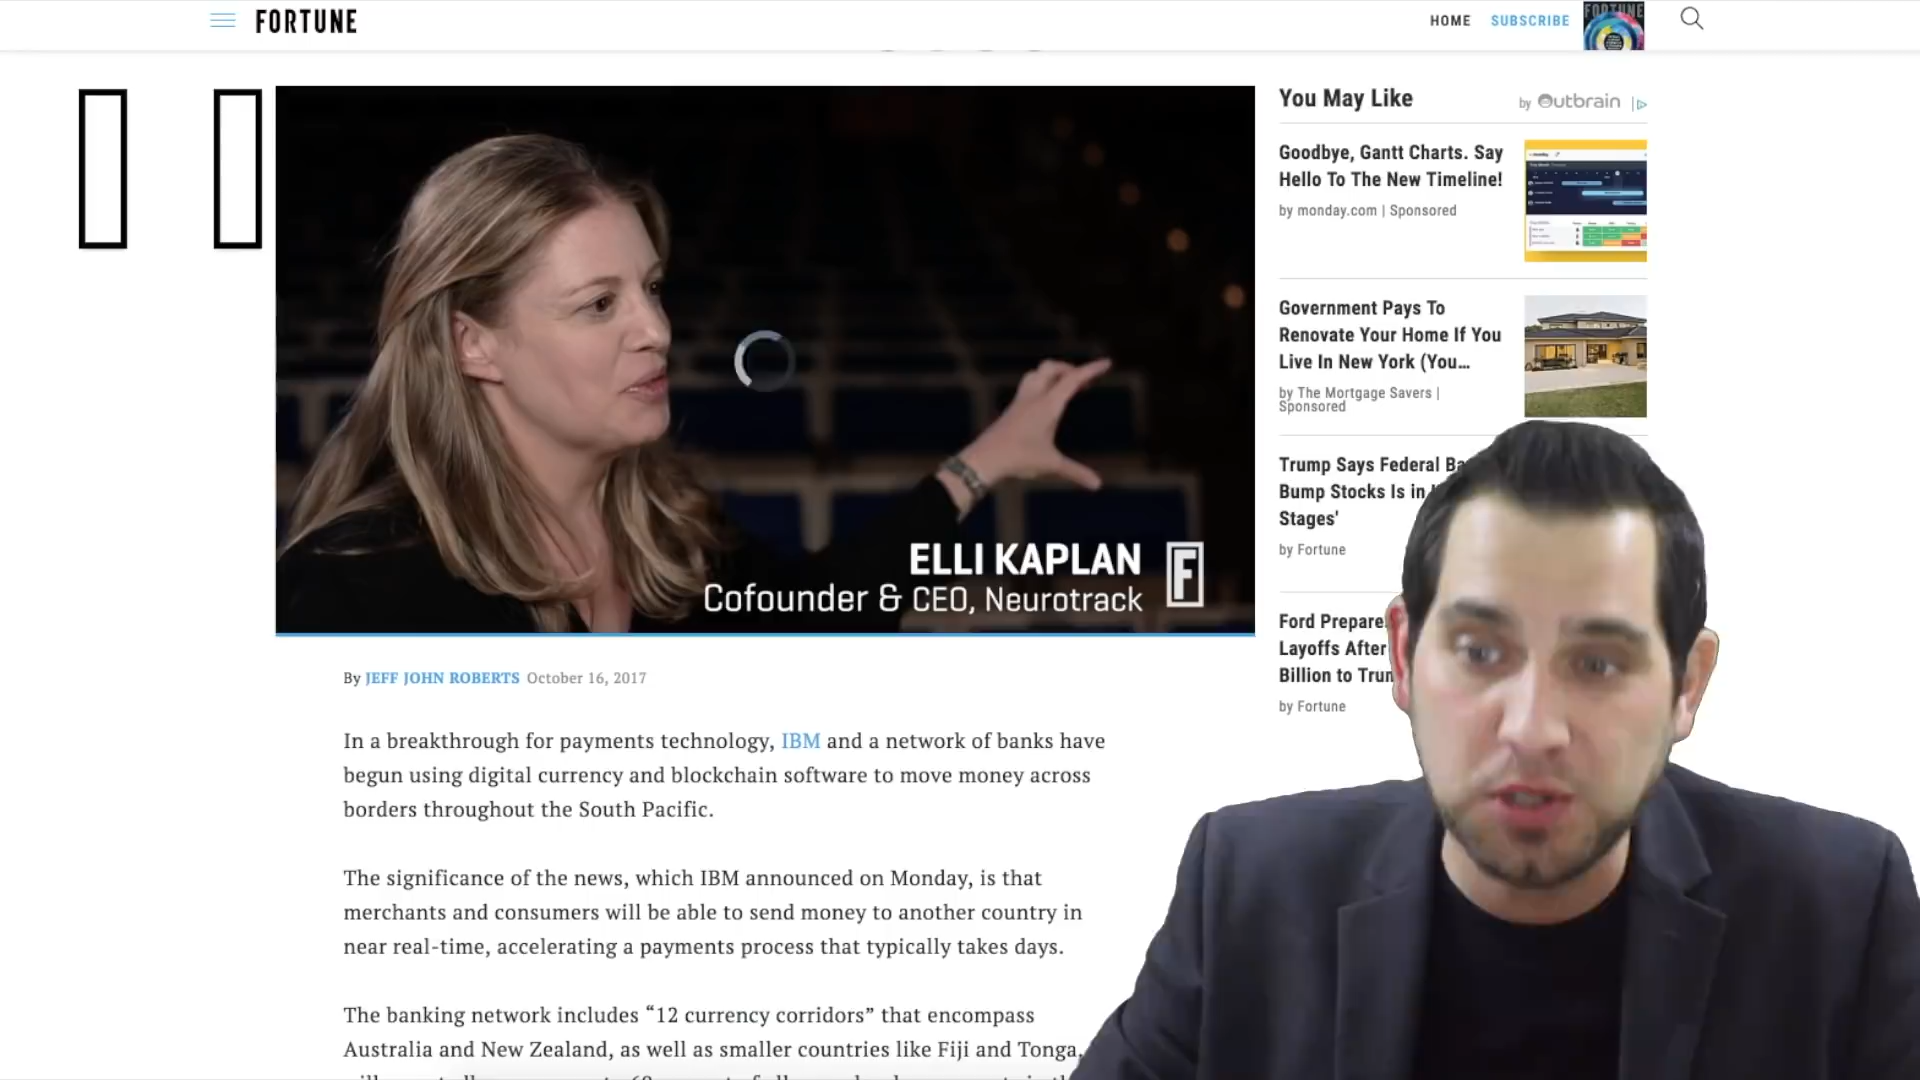 FORTUNE
HOME
SUBSCRIBE
FORTUNE
ELLI KAPLAN
F
Cofounder & CEO, Neurotrack
By JEFF JOHN ROBERTS October 16, 2017
In a breakthrough for payments technology, IBM and a network of banks have
begun using digital currency and blockchain software to move money across
borders throughout the South Pacific.
The significance of the news, which IBM announced on Monday, is that
merchants and consumers will be able to send money to another country in
near real-time, accelerating a payments process that typically takes days.
The banking network includes “12 currency corridors” that encompass
Australia and New Zealand, as well as smaller countries like Fiji and Tonga.
You May Like
by Outbrain
Goodbye, Gantt Charts. Say
Hello To The New Timeline!
by monday.com | Sponsored
Government Pays To
Renovate Your Home If You
Live In New York (You...
by The Mortgage Savers |
Sponsored
Trump Says Federal
Bump Stocks Is in
Stages'
by Fortune
Ford
Layoffs After
Billion to
by Fortune